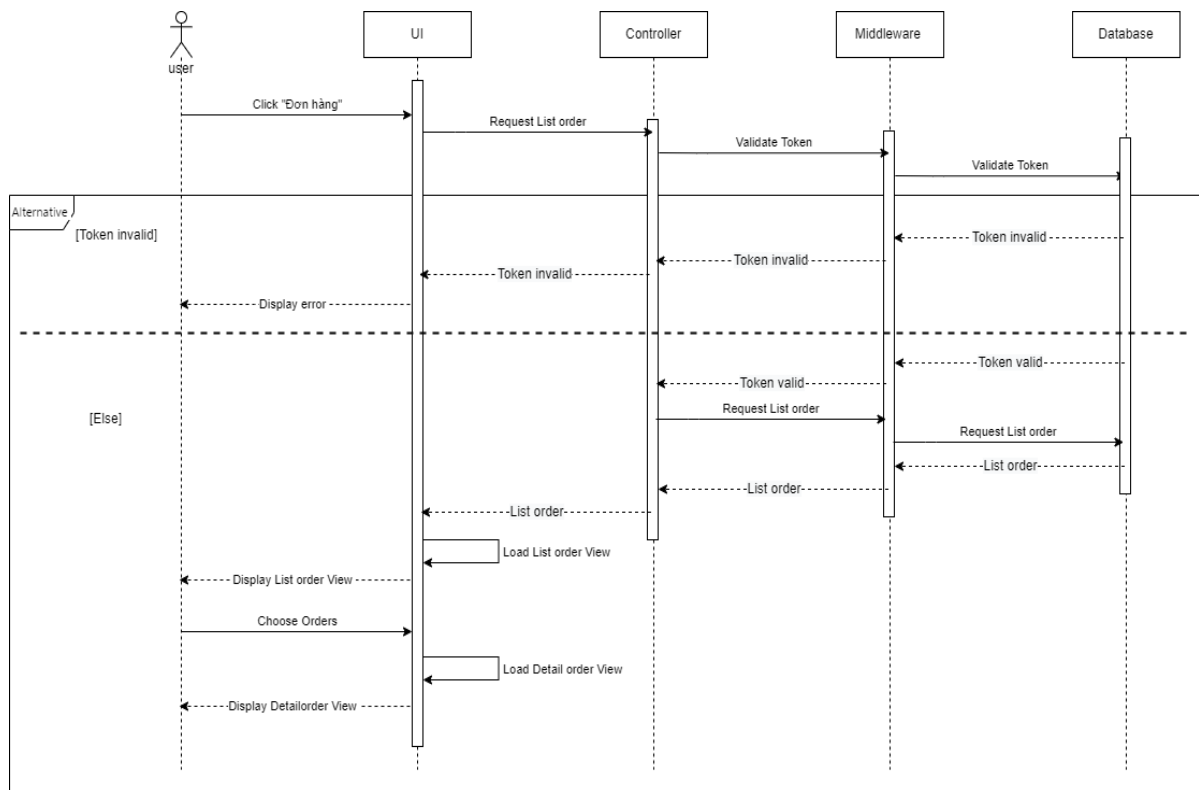 UI
Controller
Middleware
Database
user
Click "Đơn hàng"
Request List order
Validate Token
Validate Token
Alternative
[Token invalid]
Token invalid
Token invalid
Token invalid
Display error
Token valid
Token valid
[Else]
Request List order
Request List order
List order
List order
List order
Load List order View
Display List order View
Choose Orders
Load Detail order View
Display Detailorder View